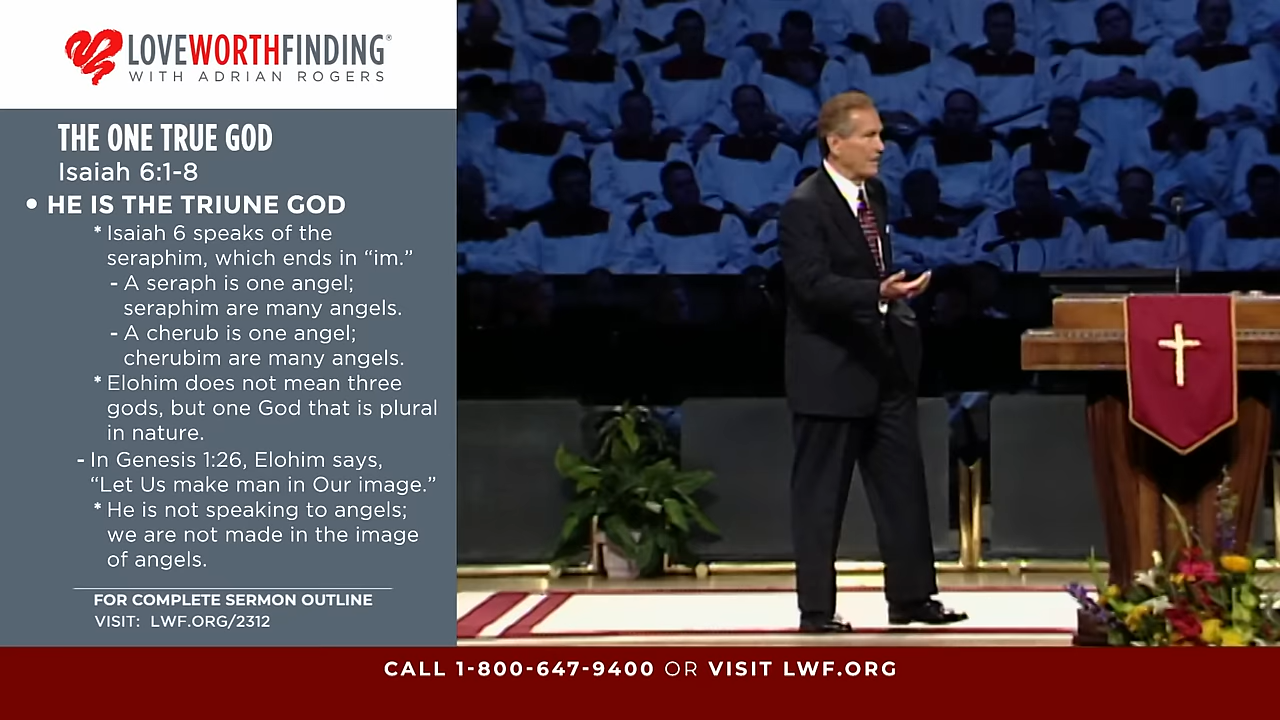 LOVEWORTHFINDING®
WITH ADRIAN ROGERS
THE ONE TRUE GOD
Isaiah 6:1-8
• HE IS THE TRIUNE GOD
* Isaiah 6 speaks of the
seraphim, which ends in “im.”
- A seraph is one angel;
seraphim are many angels.
- A cherub is one angel;
cherubim are many angels.
* Elohim does not mean three
gods, but one God that is plural
in nature.
- In Genesis 1:26, Elohim says,
“Let Us make man in Our image.”
* He is not speaking to angels;
we are not made in the image
of angels.
FOR COMPLETE SERMON OUTLINE
VISIT: LWF.ORG/2312
CALL 1-800-647-9400 OR VISIT LWF.ORG